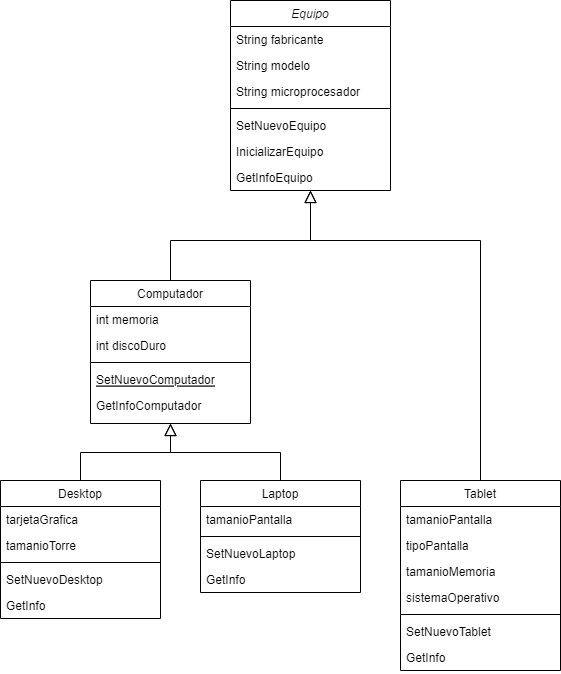 Equipo
String fabricante
String modelo
String microprocesador
SetNuevoEquipo
InicializarEquipo
GetInfoEquipo
Computador
int memoria
int discoDuro
SetNuevoComputador
GetInfoComputador
Desktop
tarjetaGrafica
tamanioTorre
SetNuevoDesktop
GetInfo
Laptop
tamanioPantalla
SetNuevoLaptop
GetInfo
Tablet
tamanioPantalla
tipoPantalla
tamanioMemoria
sistemaOperativo
SetNuevoTablet
GetInfo